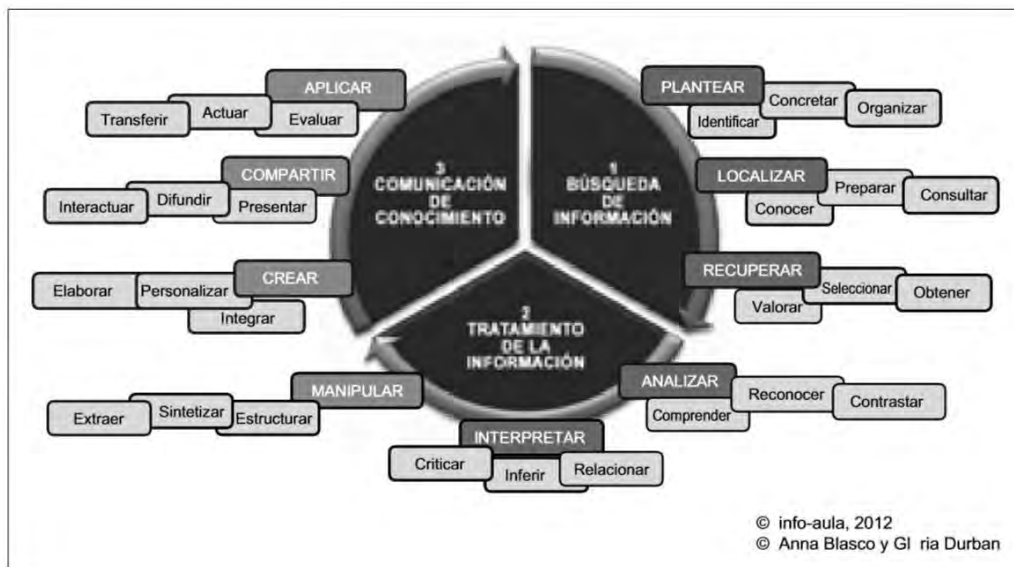 1
BÚSQUEDA
DE
INFORMACIÓN
PLANTEAR
Identificar
Concretar
Organizar
LOCALIZAR
Conocer
Preparar
Consultar
RECUPERAR
Valorar
Seleccionar
Obtener
2
TRATAMIENTO
DE LA
INFORMACIÓN
ANALIZAR
Comprender
Reconocer
Contrastar
INTERPRETAR
Criticar
Inferir
Relacionar
MANIPULAR
Extraer
Sintetizar
Estructurar
3
COMUNICACIÓN
DE
CONOCIMIENTO
CREAR
Elaborar
Personalizar
Integrar
COMPARTIR
Interactuar
Difundir
Presentar
APLICAR
Transferir
Actuar
Evaluar
© info-aula, 2012
© Anna Blasco y Gl ria Durban